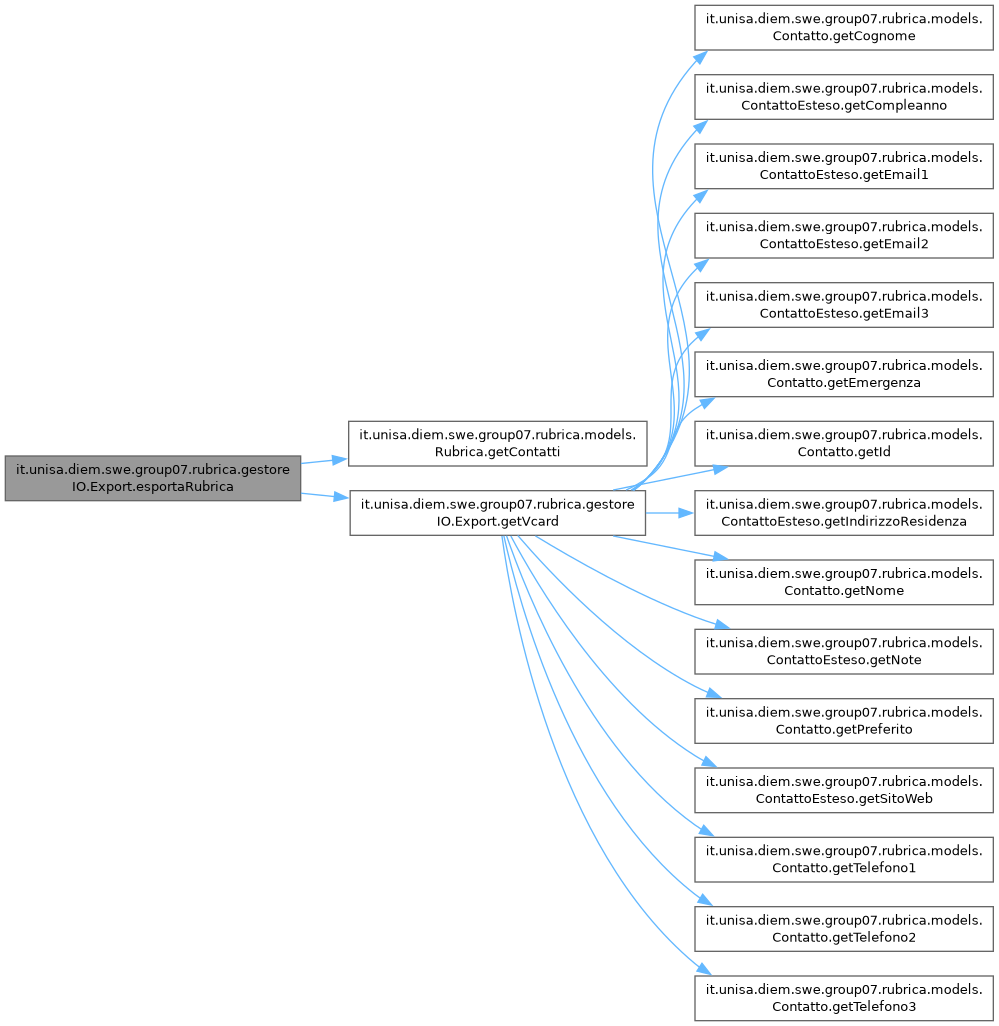 it.unisa.diem.swe.group07.rubrica.gestore
IO.Export.esportaRubrica
it.unisa.diem.swe.group07.rubrica.models.
Rubrica.getContatti
it.unisa.diem.swe.group07.rubrica.gestore
IO.Export.getVcard
it.unisa.diem.swe.group07.rubrica.models.
Contatto.getCognome
it.unisa.diem.swe.group07.rubrica.models.
ContattoEsteso.getCompleanno
it.unisa.diem.swe.group07.rubrica.models.
ContattoEsteso.getEmail1
it.unisa.diem.swe.group07.rubrica.models.
ContattoEsteso.getEmail2
it.unisa.diem.swe.group07.rubrica.models.
ContattoEsteso.getEmail3
it.unisa.diem.swe.group07.rubrica.models.
Contatto.getEmergenza
it.unisa.diem.swe.group07.rubrica.models.
Contatto.getId
it.unisa.diem.swe.group07.rubrica.models.
ContattoEsteso.getIndirizzoResidenza
it.unisa.diem.swe.group07.rubrica.models.
Contatto.getNome
it.unisa.diem.swe.group07.rubrica.models.
ContattoEsteso.getNote
it.unisa.diem.swe.group07.rubrica.models.
Contatto.getPreferito
it.unisa.diem.swe.group07.rubrica.models.
ContattoEsteso.getSitoWeb
it.unisa.diem.swe.group07.rubrica.models.
Contatto.getTelefono1
it.unisa.diem.swe.group07.rubrica.models.
Contatto.getTelefono2
it.unisa.diem.swe.group07.rubrica.models.
Contatto.getTelefono3